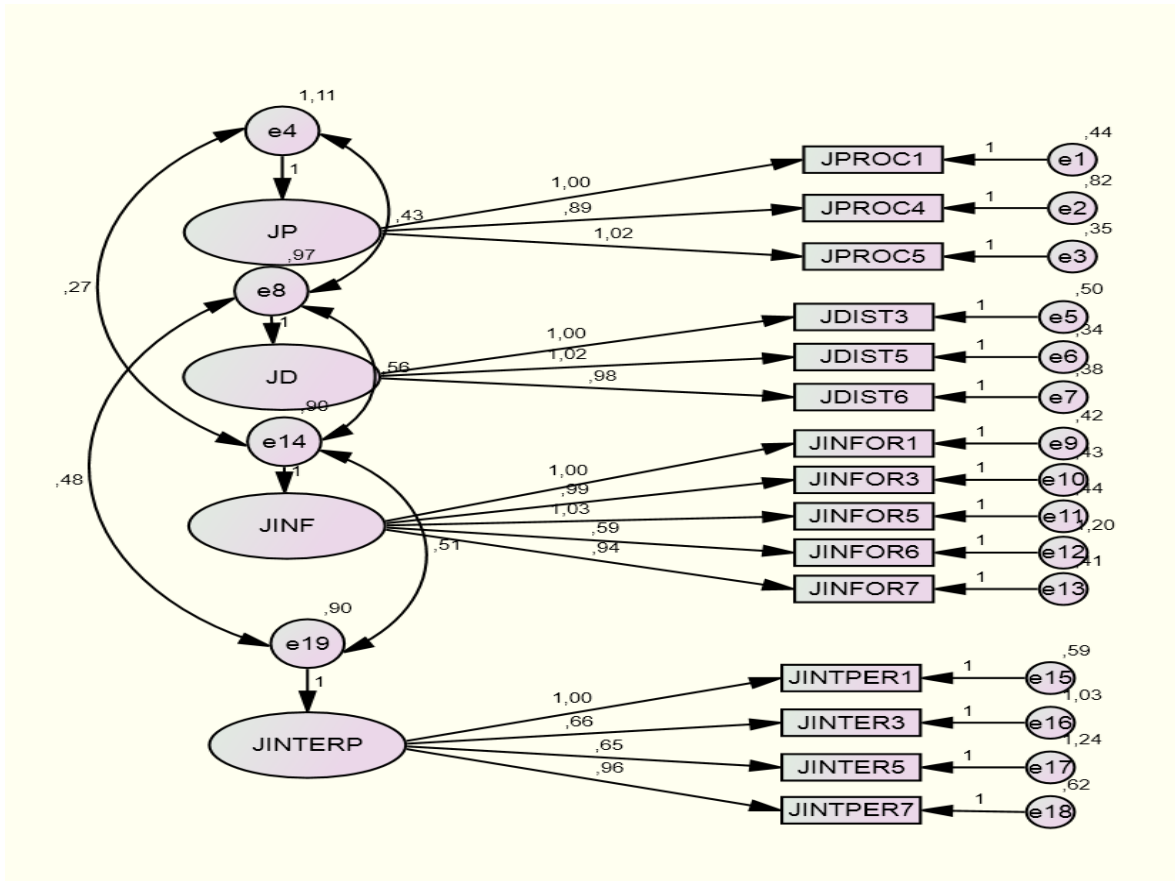 1,11
e4
1
JP
,43
,97
e8
,27
1
JD
,56
,90
e14
1
,48
JINF
,51
,90
e19
1
JINTERP
1,00
,89
1,02
1,00
1,02
,98
1,00
,99
1,03
,59
,94
1,00
,66
,65
,96
JPROC1 1 e1 ,44
JPROC4 1 e2 ,82
JPROC5 1 e3 ,35
JDIST3 1 e5 ,50
JDIST5 1 e6 ,34
JDIST6 1 e7 ,38
JINFOR1 1 e9 ,42
JINFOR3 1 e10 ,43
JINFOR5 1 e11 ,44
JINFOR6 1 e12 1,20
JINFOR7 1 e13 ,41
JINTPER1 1 e15 ,59
JINTER3 1 e16 1,03
JINTER5 1 e17 1,24
JINTPER7 1 e18 ,62